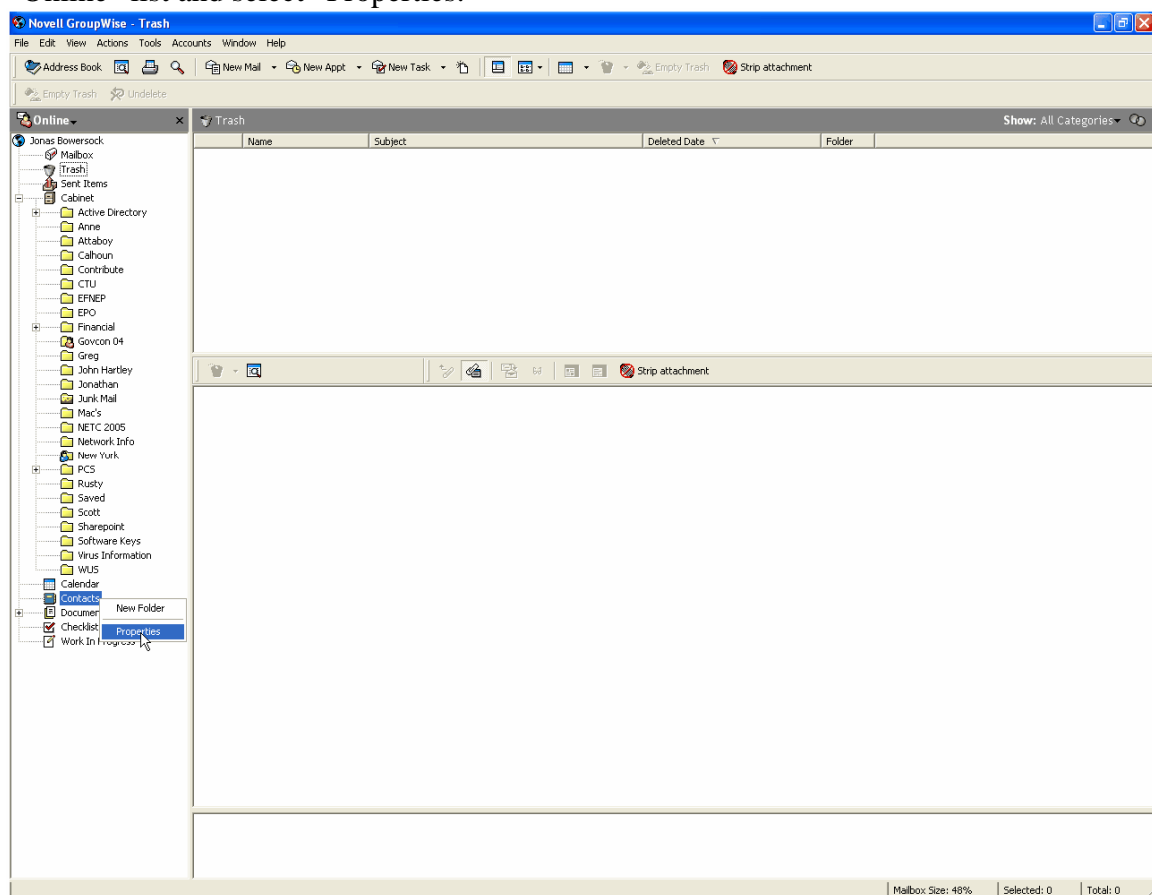 "Online" list and select "Properties."
Novell GroupWise - Trash
File Edit View Actions Tools Accounts Window Help
Address Book New Mail New Appt New Task Empty Trash Strip attachment
Empty Trash Undelete
Online Trash Show: All Categories
Jonas Bowersock Name Subject Deleted Date Folder
Mailbox
Trash
Sent Items
Cabinet
Active Directory
Anne
Attaboy
Calhoun
Contribute
CTU
EFNEP
EPO
Financial
Govcon 04
Greg
John Hartley Strip attachment
Jonathan
Junk Mail
Mac's
NETC 2005
Network Info
New York
PCS
Rusty
Saved
Scott
Sharepoint
Software Keys
Virus Information
WUS
Calendar
Contacts
New Folder
Checklist
Properties
Work In
Mailbox Size: 48% Selected: 0 Total: 0